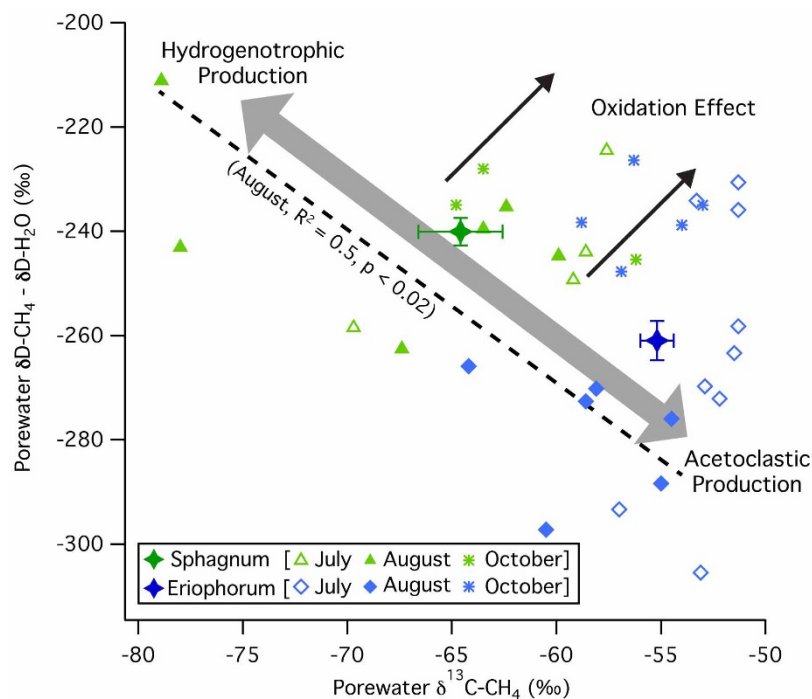 -200
-220
-240
-260
-280
-300
Porewater δD-CH₄ - δD-H₂O (‰)
Hydrogenotrophic
Production
Oxidation Effect
(August, R² = 0.5, p < 0.02)
Acetoclastic
Production
Sphagnum [ July August October]
Eriophorum [ July August October]
-80 -75 -70 -65 -60 -55 -50
Porewater δ¹³C-CH₄ (‰)